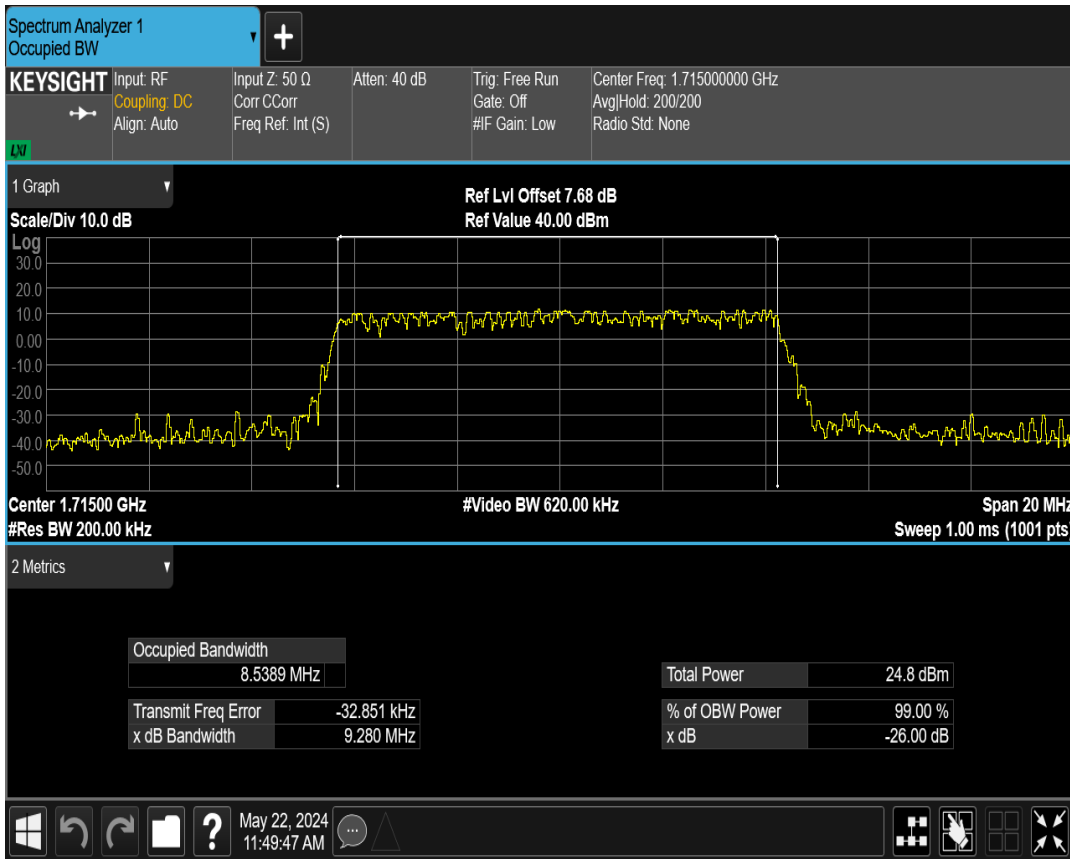 Spectrum Analyzer 1
Occupied BW
KEYSIGHT
LXI
Input: RF
Coupling: DC
Align: Auto
Input Z: 50 Ω
Corr CCorr
Freq Ref: Int (S)
Atten: 40 dB
Trig: Free Run
Gate: Off
#IF Gain: Low
Center Freq: 1.715000000 GHz
Avg|Hold: 200/200
Radio Std: None
1 Graph
Scale/Div 10.0 dB
Ref Lvl Offset 7.68 dB
Ref Value 40.00 dBm
Log
30.0
20.0
10.0
0.00
-10.0
-20.0
-30.0
-40.0
-50.0
Center 1.71500 GHz
#Video BW 620.00 kHz
Span 20 MHz
#Res BW 200.00 kHz
Sweep 1.00 ms (1001 pts)
2 Metrics
Occupied Bandwidth
8.5389 MHz
Total Power 24.8 dBm
Transmit Freq Error -32.851 kHz
% of OBW Power 99.00 %
x dB Bandwidth 9.280 MHz
x dB -26.00 dB
?
May 22, 2024
11:49:47 AM